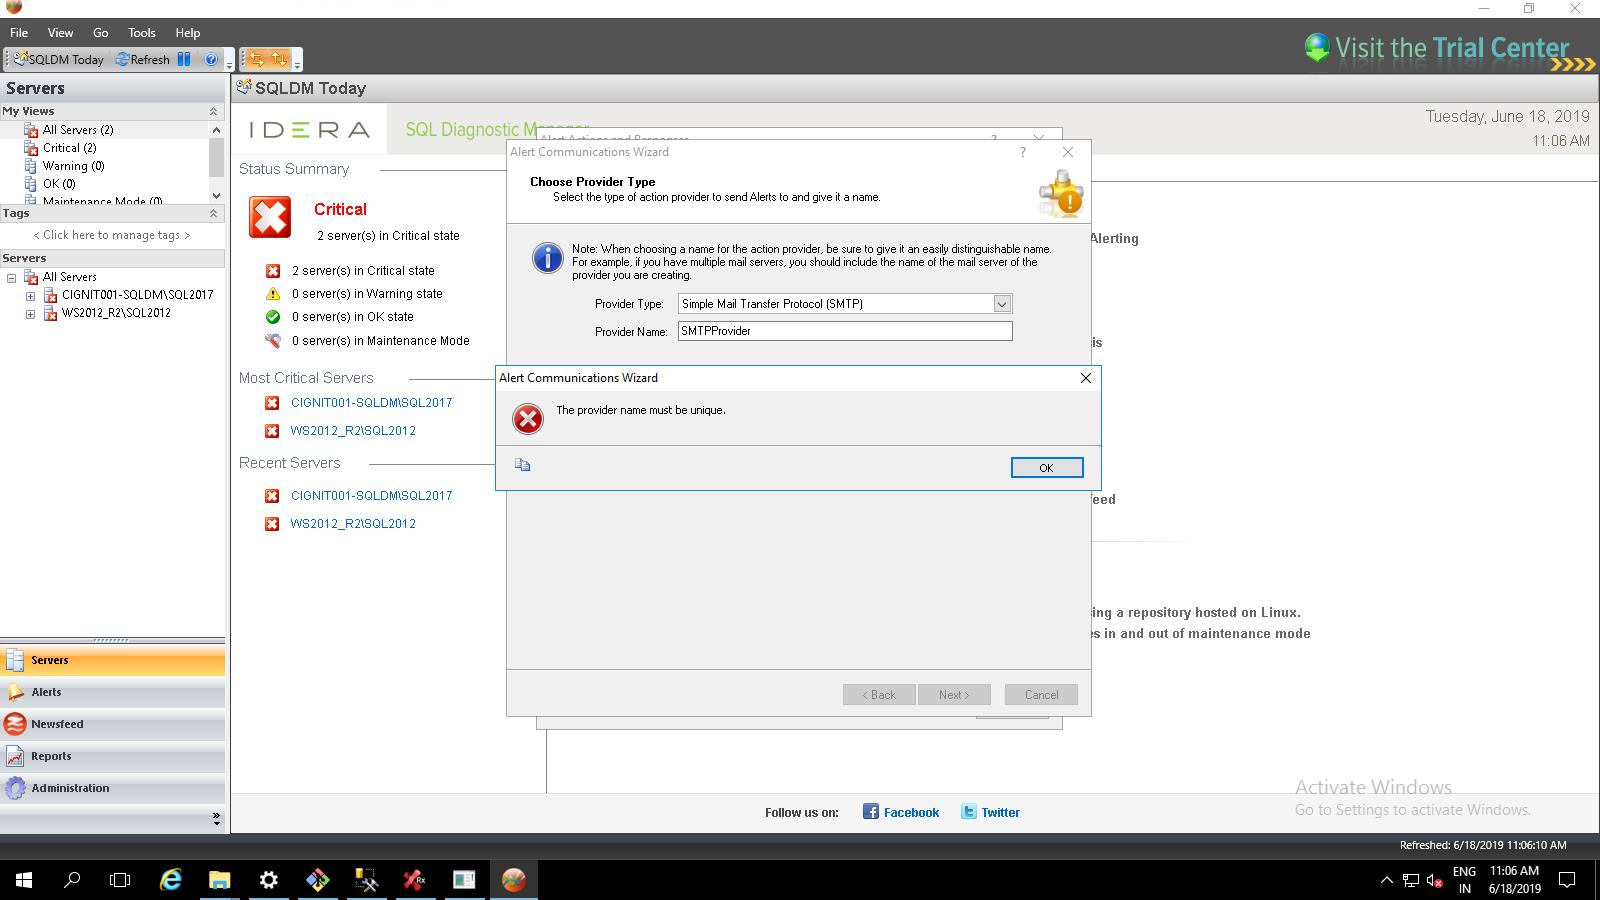 File View Go Tools Help
SQLDM Today Refresh
Visit the Trial Center
Servers
My Views
All Servers (2)
Critical (2)
Warning (0)
OK (0)
Maintenance Mode (0)
Tags
< Click here to manage tags >
Servers
All Servers
CIGNIT001-SQLDM\SQL2017
WS2012_R2\SQL2012
Servers
Alerts
Newsfeed
Reports
Administration
SQLDM Today
IDERA
SQL Diagnostic Manager
Tuesday, June 18, 2019
11:06 AM
Status Summary
Critical
2 server(s) in Critical state
2 server(s) in Critical state
0 server(s) in Warning state
0 server(s) in OK state
0 server(s) in Maintenance Mode
Most Critical Servers
CIGNIT001-SQLDM\SQL2017
WS2012_R2\SQL2012
Recent Servers
CIGNIT001-SQLDM\SQL2017
WS2012_R2\SQL2012
Alert Actions and Responses
Alert Communications Wizard
Choose Provider Type
Select the type of action provider to send Alerts to and give it a name.
Note: When choosing a name for the action provider, be sure to give it an easily distinguishable name.
For example, if you have multiple mail servers, you should include the name of the mail server of the
provider you are creating.
Provider Type: Simple Mail Transfer Protocol (SMTP)
Provider Name: SMTPProvider
Alert Communications Wizard
The provider name must be unique.
OK
< Back Next > Cancel
Alerting
is
eed
ing a repository hosted on Linux.
es in and out of maintenance mode
Follow us on: Facebook Twitter
Activate Windows
Go to Settings to activate Windows.
Refreshed: 6/18/2019 11:06:10 AM
ENG
IN
11:06 AM
6/18/2019